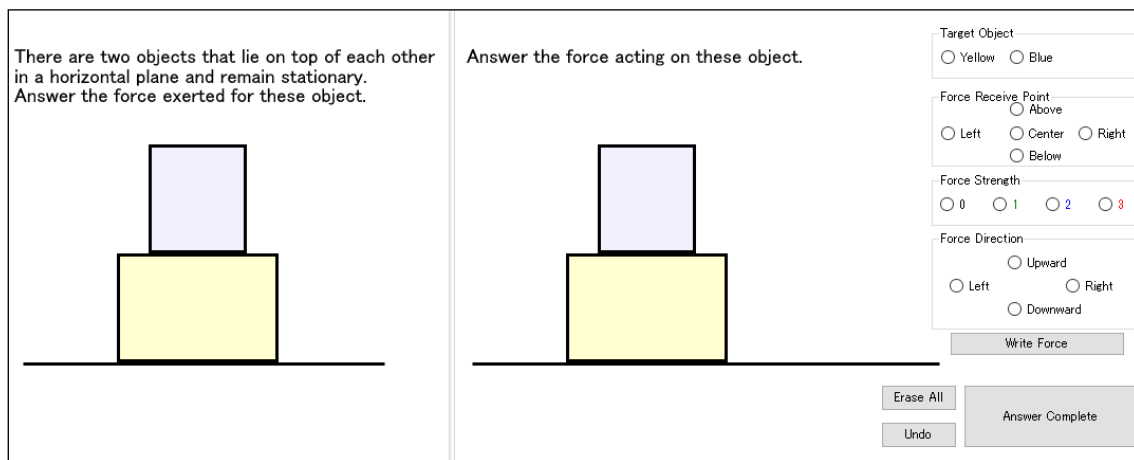 There are two objects that lie on top of each other
in a horizontal plane and remain stationary.
Answer the force exerted for these object.
Answer the force acting on these object.
Target Object
Yellow
Blue
Force Receive Point
Above
Left
Center
Right
Below
Force Strength
0
1
2
3
Force Direction
Upward
Left
Right
Downward
Write Force
Erase All
Undo
Answer Complete